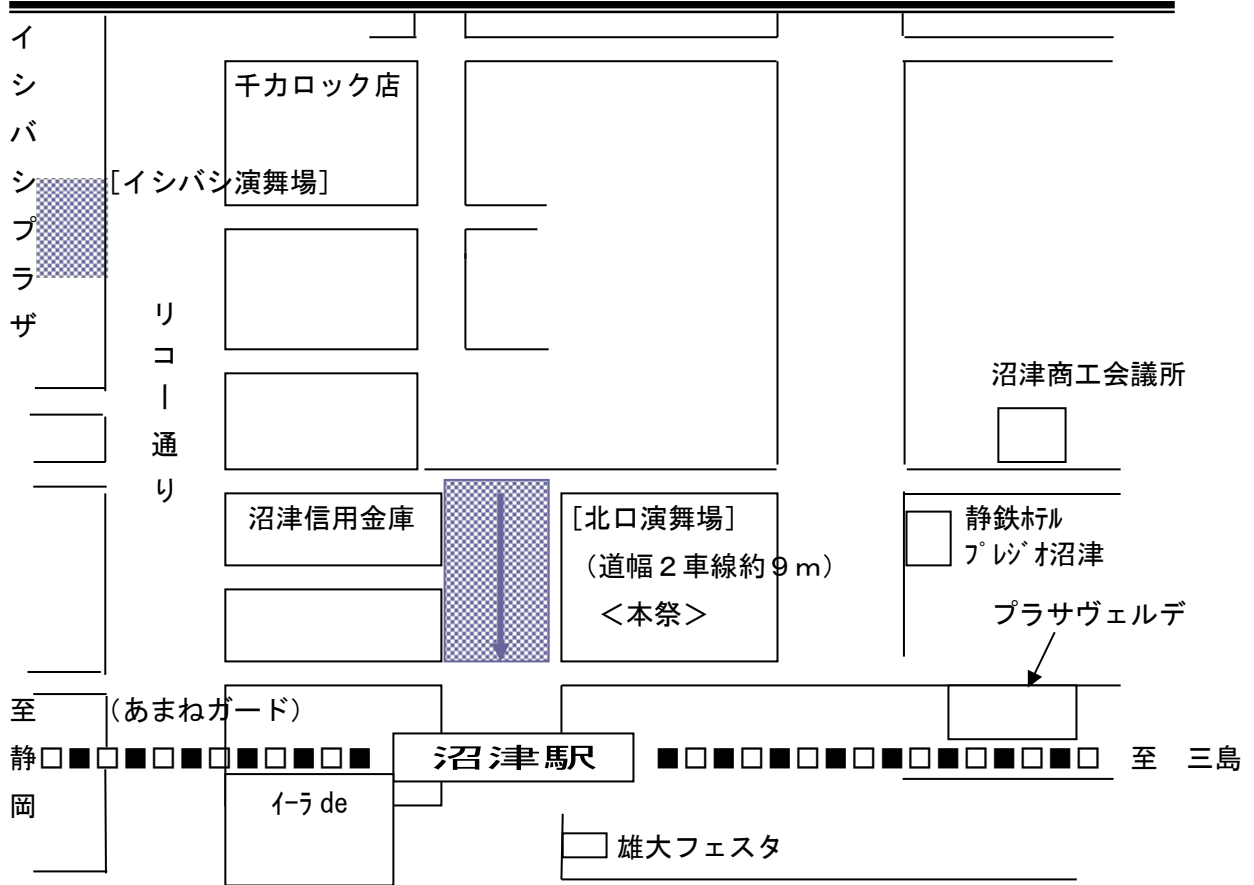 イシバシプラザ
千カロック店
[イシバシ演舞場]
リコー通り
沼津商工会議所
沼津信用金庫
[北口演舞場]
（道幅２車線約９ｍ）
＜本祭＞
静鉄ﾎﾃﾙ
ﾌﾟﾚｼﾞｵ沼津
プラサヴェルデ
至静岡
（あまねガード）
沼津駅
至 三島
ｲｰﾗ de
雄大フェスタ